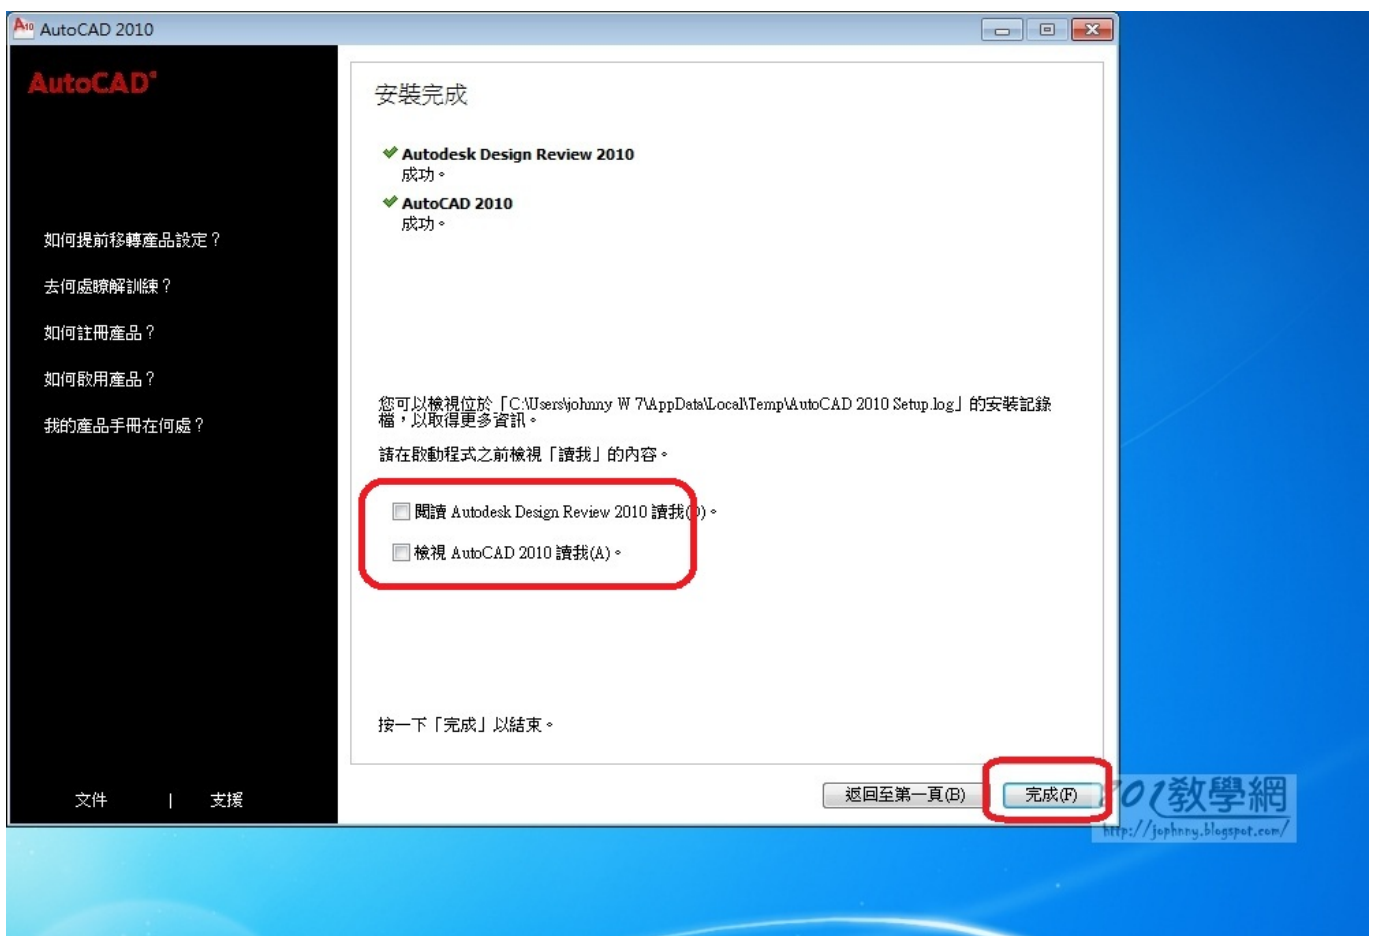 AutoCAD 2010
AutoCAD
安裝完成
Autodesk Design Review 2010
成功。
AutoCAD 2010
成功。
如何提前移轉產品設定？
去何處瞭解訓練？
如何註冊產品？
如何啟用產品？
我的產品手冊在何處？
您可以檢視位於「C:\Users\johnny W 7\AppData\Local\Temp\AutoCAD 2010 Setup.log」的安裝記錄
檔，以取得更多資訊。
請在啟動程式之前檢視「讀我」的內容。
閱讀 Autodesk Design Review 2010 讀我(D)。
檢視 AutoCAD 2010 讀我(A)。
按一下「完成」以結束。
文件 | 支援
返回至第一頁(B)
完成(F)
教學網
http://jophnny.blogspot.com/